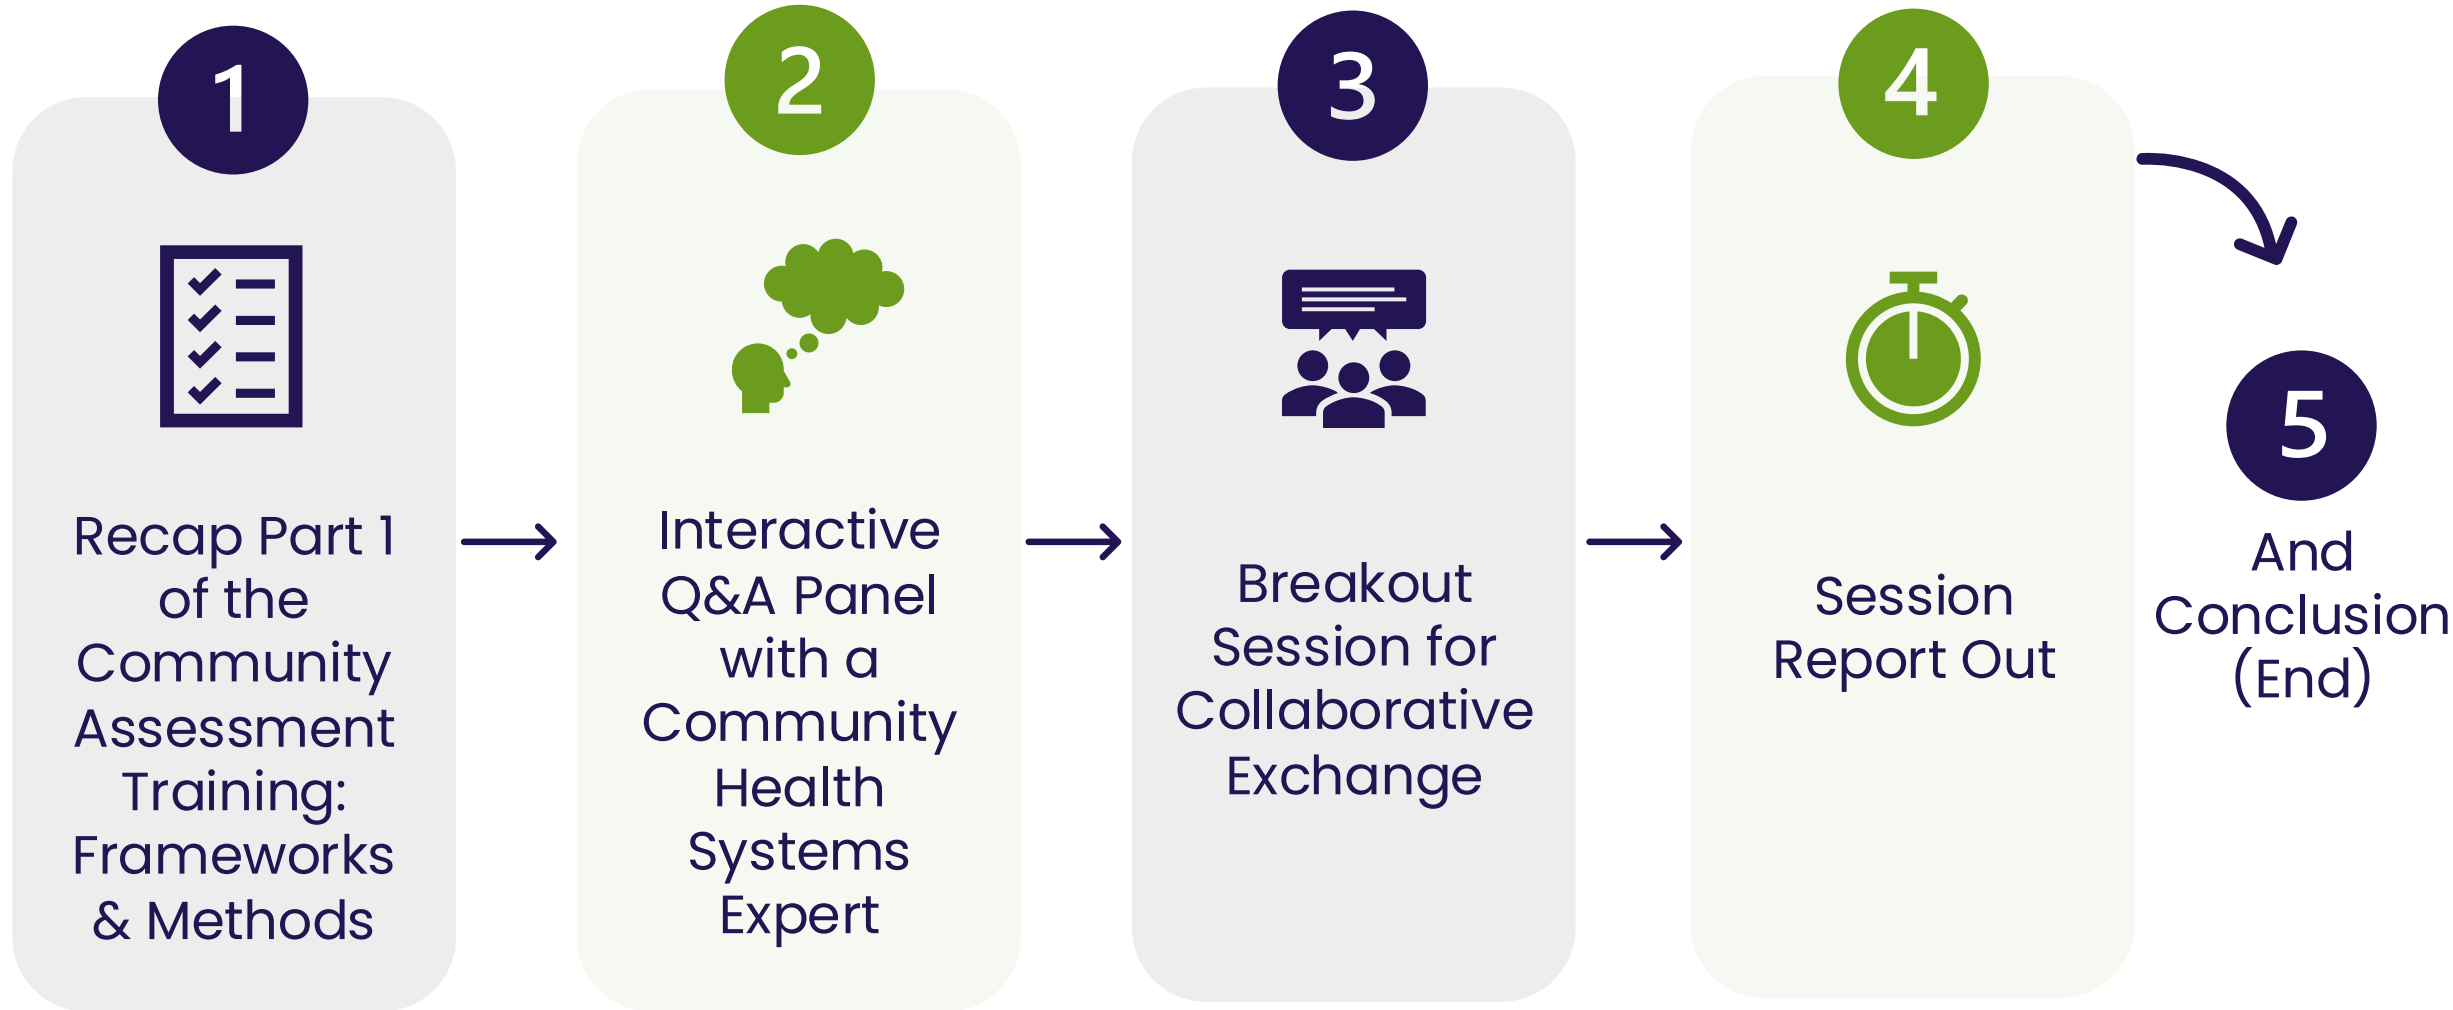 1
Recap Part 1
of the
Community
Assessment
Training:
Frameworks
& Methods
2
Interactive
Q&A Panel
with a
Community
Health
Systems
Expert
3
Breakout
Session for
Collaborative
Exchange
4
Session
Report Out
5
And
Conclusion
(End)